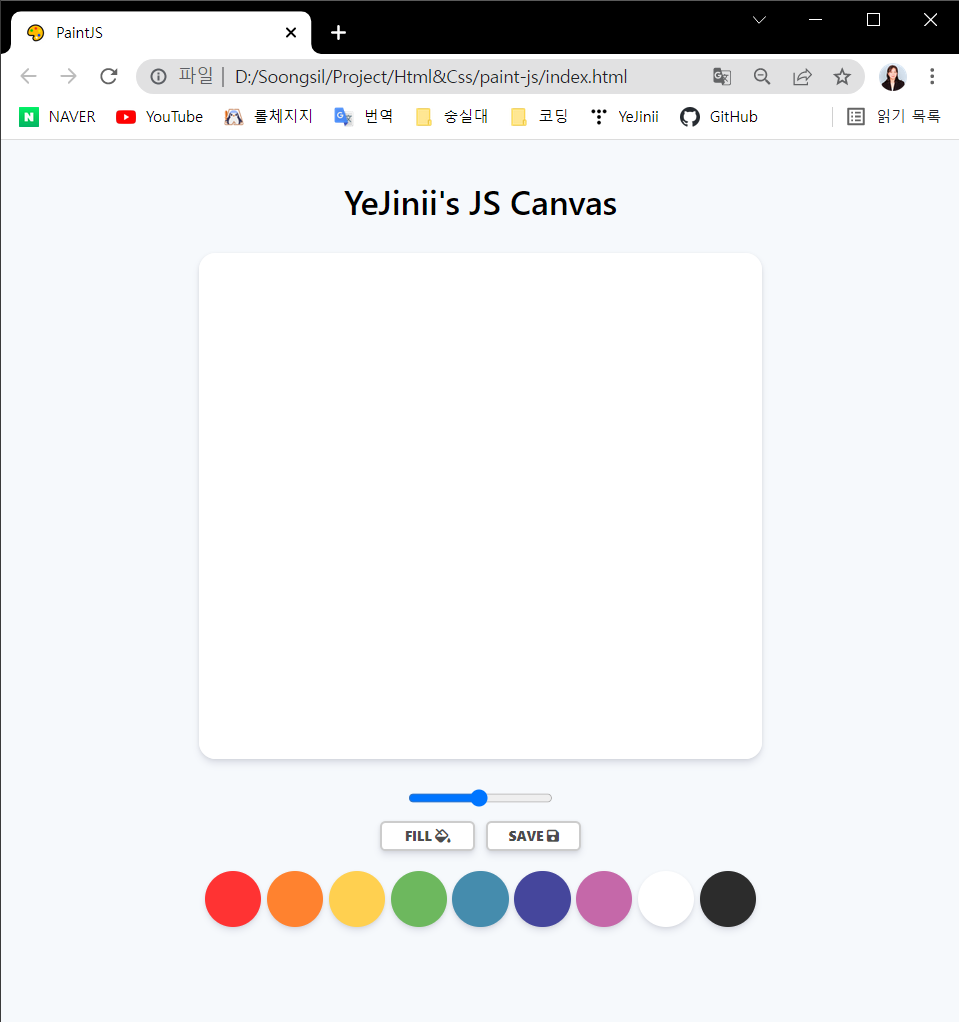 PaintJS
파일 | D:/Soongsil/Project/Html&Css/paint-js/index.html
NAVER YouTube 롤체지지 번역 숭실대 코딩 YeJinii GitHub 읽기 목록
YeJinii's JS Canvas
FILL SAVE